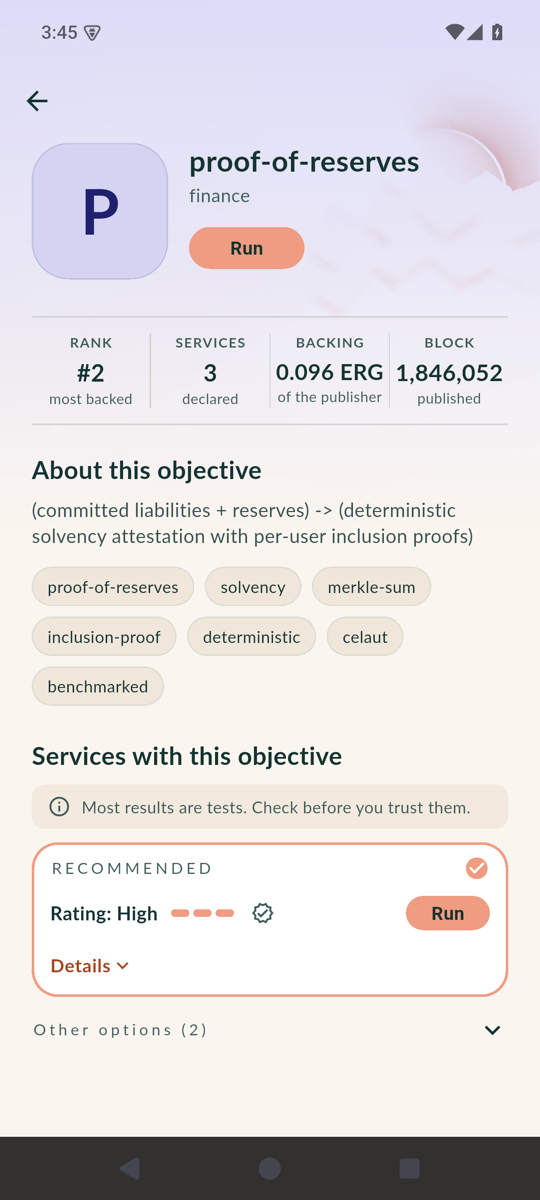 3:45
P
proof-of-reserves
finance
Run
RANK
#2
most backed
SERVICES
3
declared
BACKING
0.096 ERG
of the publisher
BLOCK
1,846,052
published
About this objective
(committed liabilities + reserves) -> (deterministic
solvency attestation with per-user inclusion proofs)
proof-of-reserves
solvency
merkle-sum
inclusion-proof
deterministic
celaut
benchmarked
Services with this objective
Most results are tests. Check before you trust them.
RECOMMENDED
Rating: High
Run
Details
Other options (2)